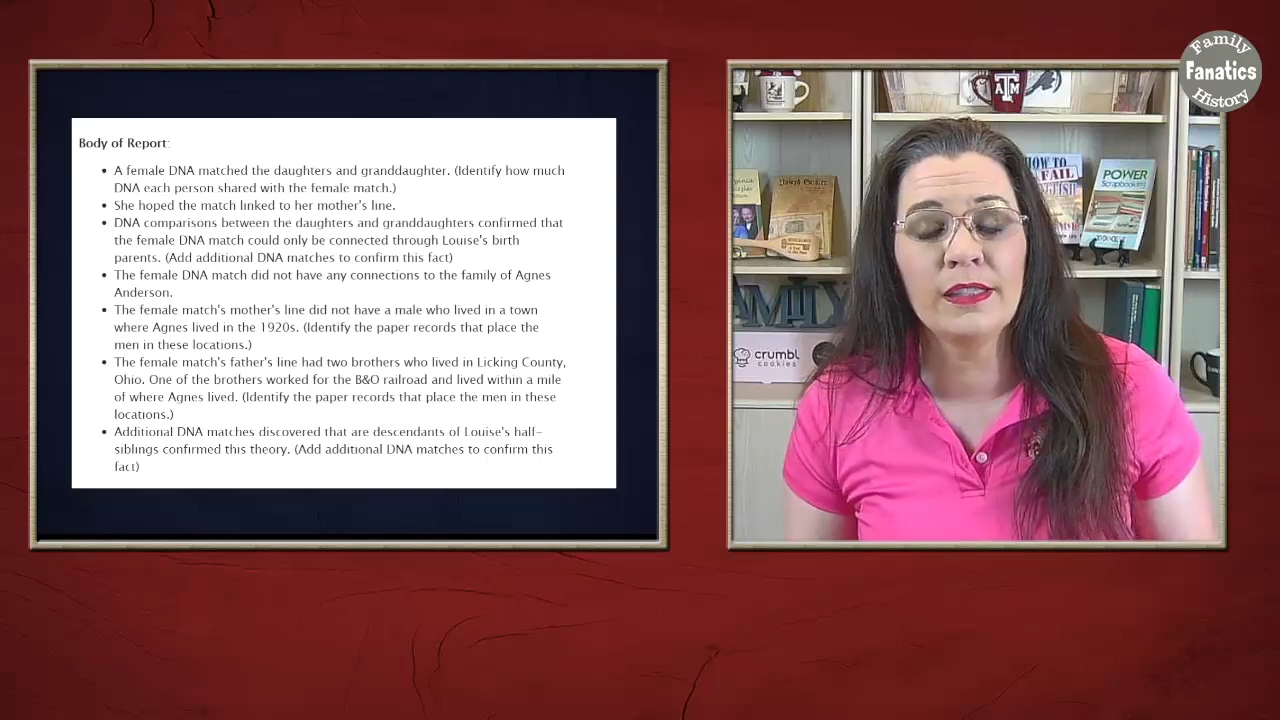 Body of Report:
• A female DNA matched the daughters and granddaughter. (Identify how much
DNA each person shared with the female match.)
• She hoped the match linked to her mother's line.
• DNA comparisons between the daughters and granddaughters confirmed that
the female DNA match could only be connected through Louise's birth
parents. (Add additional DNA matches to confirm this fact)
• The female DNA match did not have any connections to the family of Agnes
Anderson.
• The female match's mother's line did not have a male who lived in a town
where Agnes lived in the 1920s. (Identify the paper records that place the
men in these locations.)
• The female match's father's line had two brothers who lived in Licking County,
Ohio. One of the brothers worked for the B&O railroad and lived within a mile
of where Agnes lived. (Identify the paper records that place the men in these
locations.)
• Additional DNA matches discovered that are descendants of Louise's half-
siblings confirmed this theory. (Add additional DNA matches to confirm this
fact)
Family
Fanatics
History
ATM
HOW TO
FAIL
POWER
Scrapbooking
crumbl
cookies